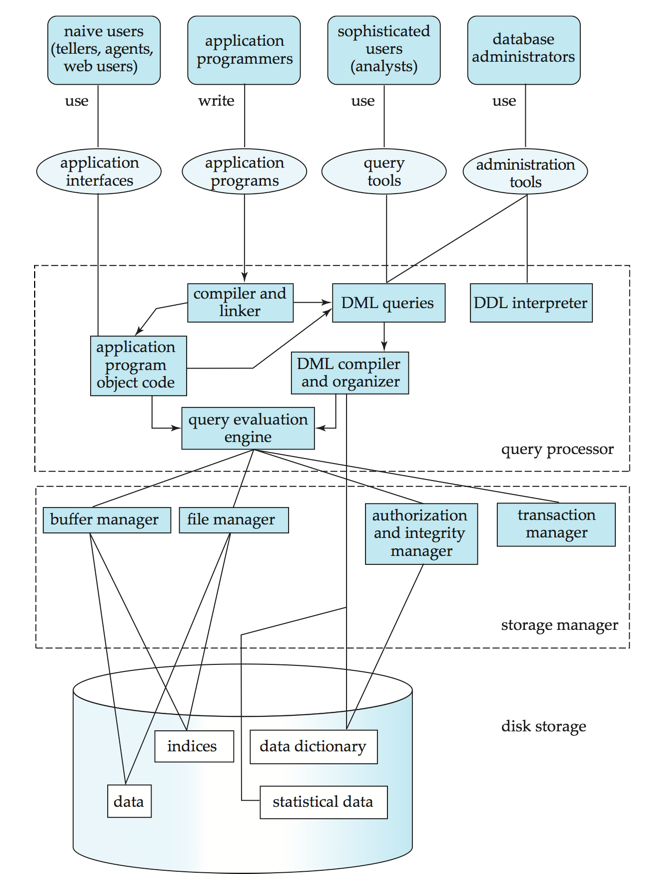 naive users
(tellers, agents,
web users)
application
programmers
sophisticated
users
(analysts)
database
administrators
use
write
use
use
application
interfaces
application
programs
query
tools
administration
tools
compiler and
linker
DML queries
DDL interpreter
application
program
object code
DML compiler
and organizer
query evaluation
engine
query processor
buffer manager
file manager
authorization
and integrity
manager
transaction
manager
storage manager
disk storage
indices
data dictionary
data
statistical data